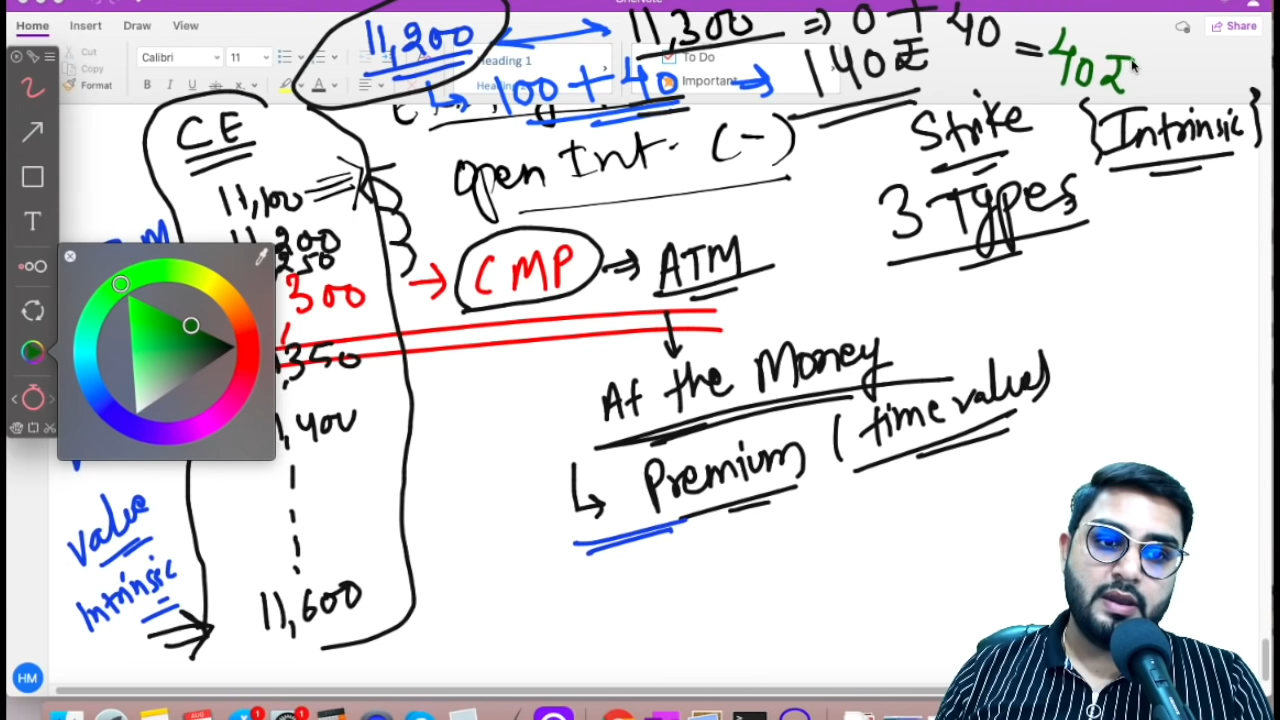 OneNote
Home Insert Draw View
Share
Cut
Copy
Format
Paste
Calibri 11
Heading 1
To Do
Important
11,200 11,300 ⇒ 0 + 40 = 40₹
100 + 40 → 140₹
CE
open Int. (-)
Strike {Intrinsic}
3 Types
11,100
11,200
250
300 → CMP ⇒ ATM
350
At the Money
11,400
Premium (time value)
Value
Intrinsic
11,600
HM